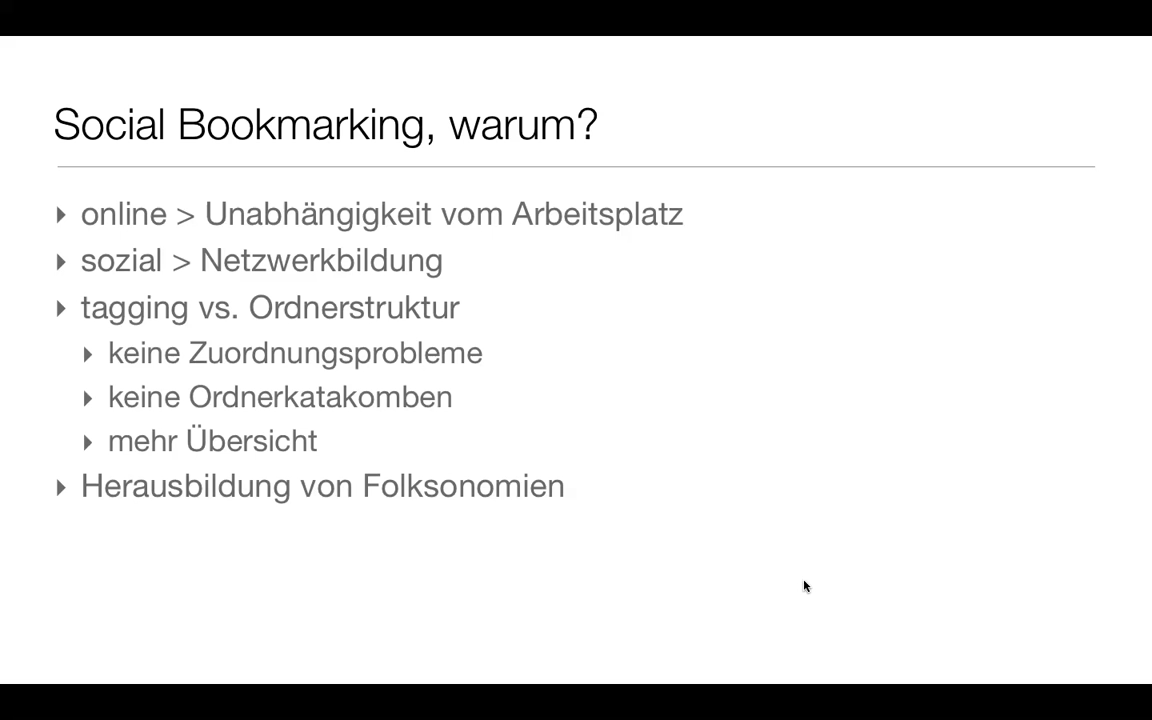 Social Bookmarking, warum?
online > Unabhängigkeit vom Arbeitsplatz
sozial > Netzwerkbildung
tagging vs. Ordnerstruktur
keine Zuordnungsprobleme
keine Ordnerkatakomben
mehr Übersicht
Herausbildung von Folksonomien